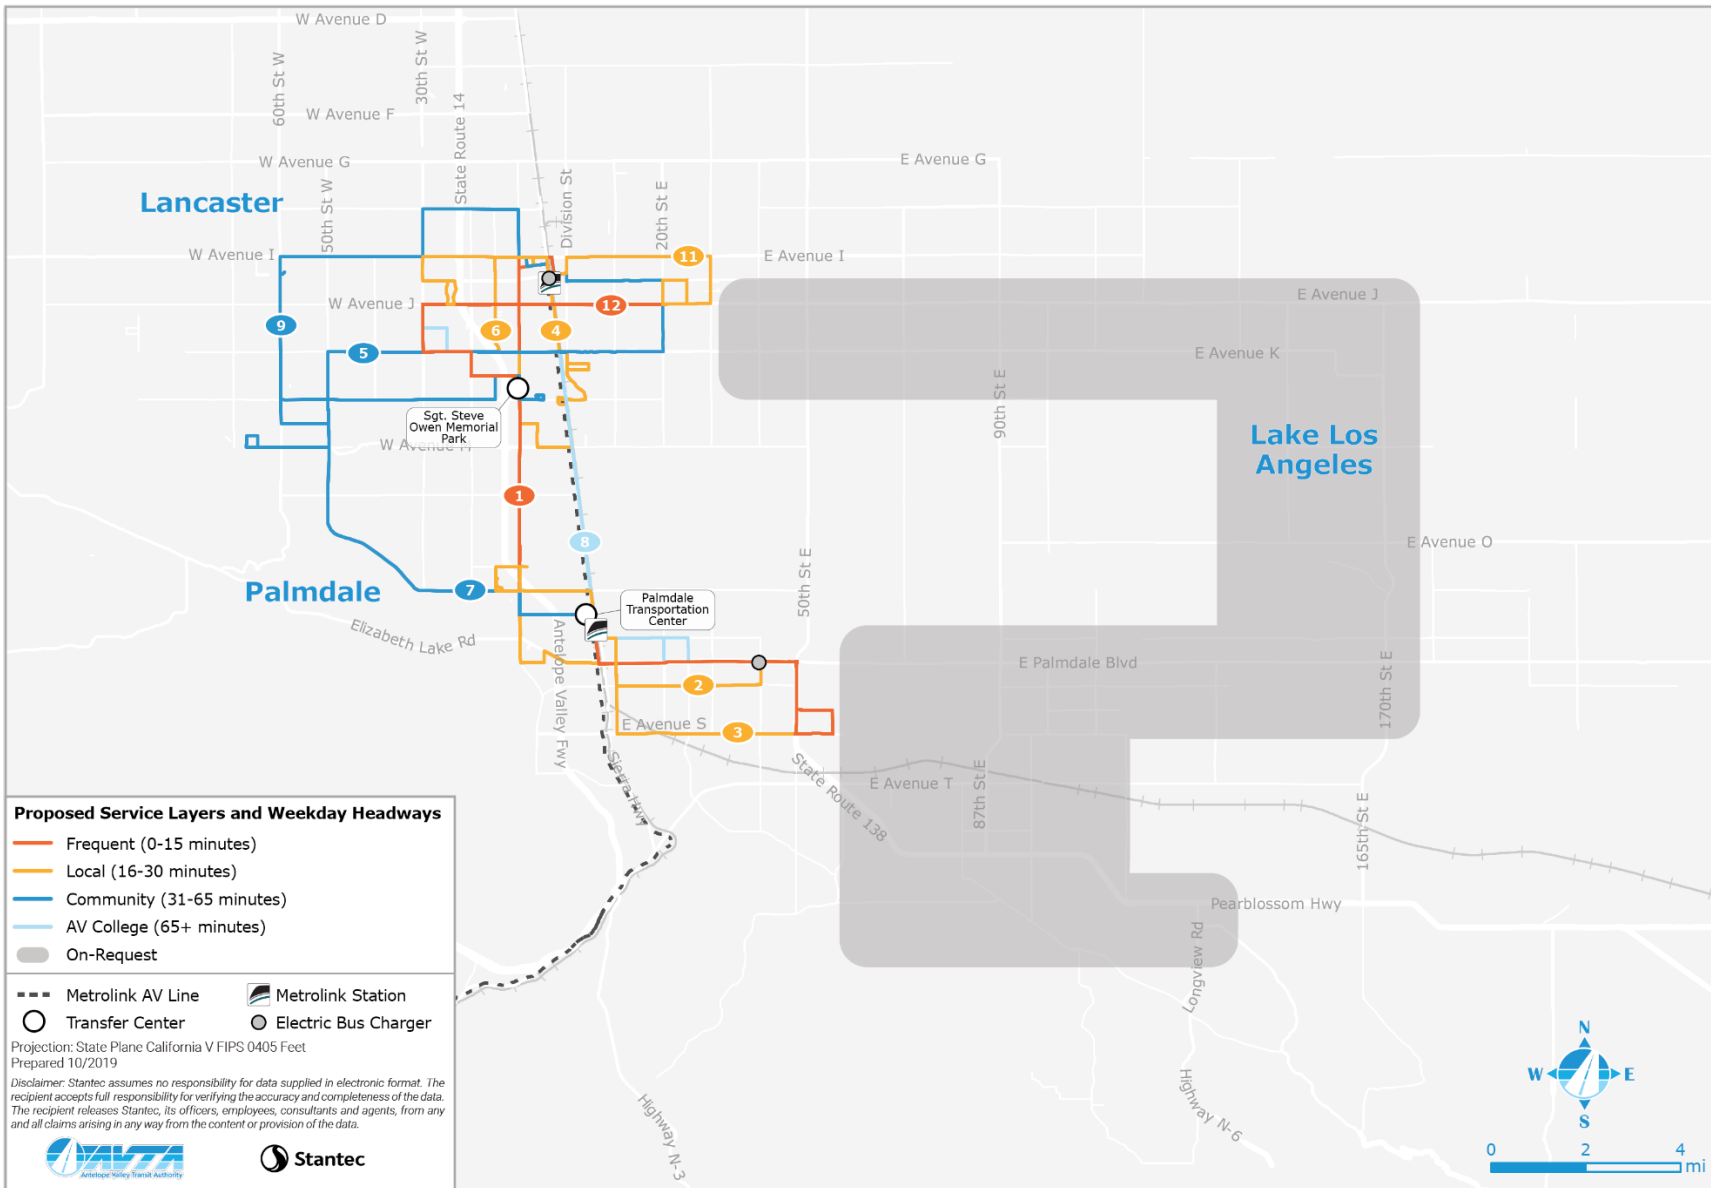 W Avenue D
60th St W
30th St W
State Route 14
W Avenue F
W Avenue G
E Avenue G
Lancaster
50th St W
Division St
20th St E
W Avenue I
11
E Avenue I
W Avenue J
12
E Avenue J
9
6
4
5
E Avenue K
Sgt. Steve
Owen Memorial
Park
W Avenue
90th St E
Lake Los
Angeles
1
8
E Avenue O
50th St E
Palmdale
7
Palmdale
Transportation
Center
Elizabeth Lake Rd
Antelope Valley Fwy
E Palmdale Blvd
170th St E
2
E Avenue S
3
Sierra Hwy
State Route 138
E Avenue T
87th St E
165th St E
Pearblossom Hwy
Longview Rd
Highway N-6
Highway N-3
Proposed Service Layers and Weekday Headways
Frequent (0-15 minutes)
Local (16-30 minutes)
Community (31-65 minutes)
AV College (65+ minutes)
On-Request
Metrolink AV Line
Metrolink Station
Transfer Center
Electric Bus Charger
Projection: State Plane California V FIPS 0405 Feet
Prepared 10/2019
Disclaimer: Stantec assumes no responsibility for data supplied in electronic format. The
recipient accepts full responsibility for verifying the accuracy and completeness of the data.
The recipient releases Stantec, its officers, employees, consultants and agents, from any
and all claims arising in any way from the content or provision of the data.
AVTA
Antelope Valley Transit Authority
Stantec
N
W
E
S
0
2
4
mi